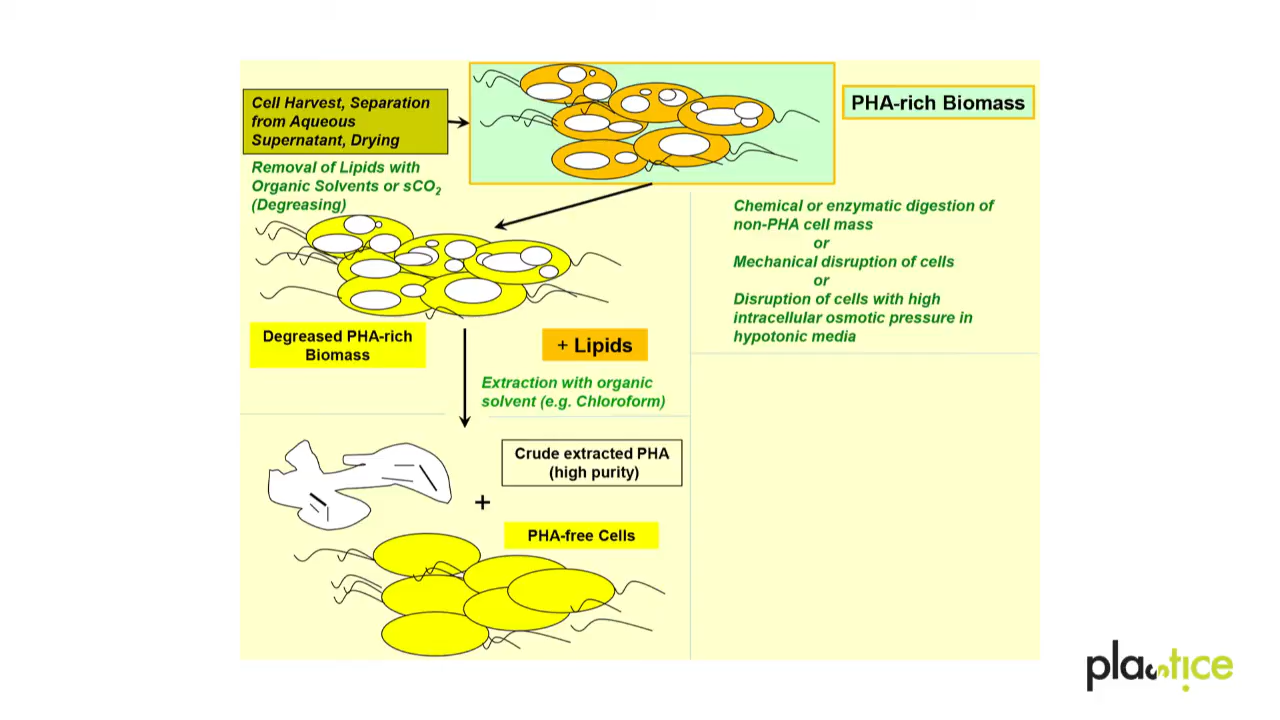 Cell Harvest, Separation
from Aqueous
Supernatant, Drying
PHA-rich Biomass
Removal of Lipids with
Organic Solvents or sCO2
(Degreasing)
Chemical or enzymatic digestion of
non-PHA cell mass
or
Mechanical disruption of cells
or
Disruption of cells with high
intracellular osmotic pressure in
hypotonic media
Degreased PHA-rich
Biomass
+ Lipids
Extraction with organic
solvent (e.g. Chloroform)
Crude extracted PHA
(high purity)
+
PHA-free Cells
plastice